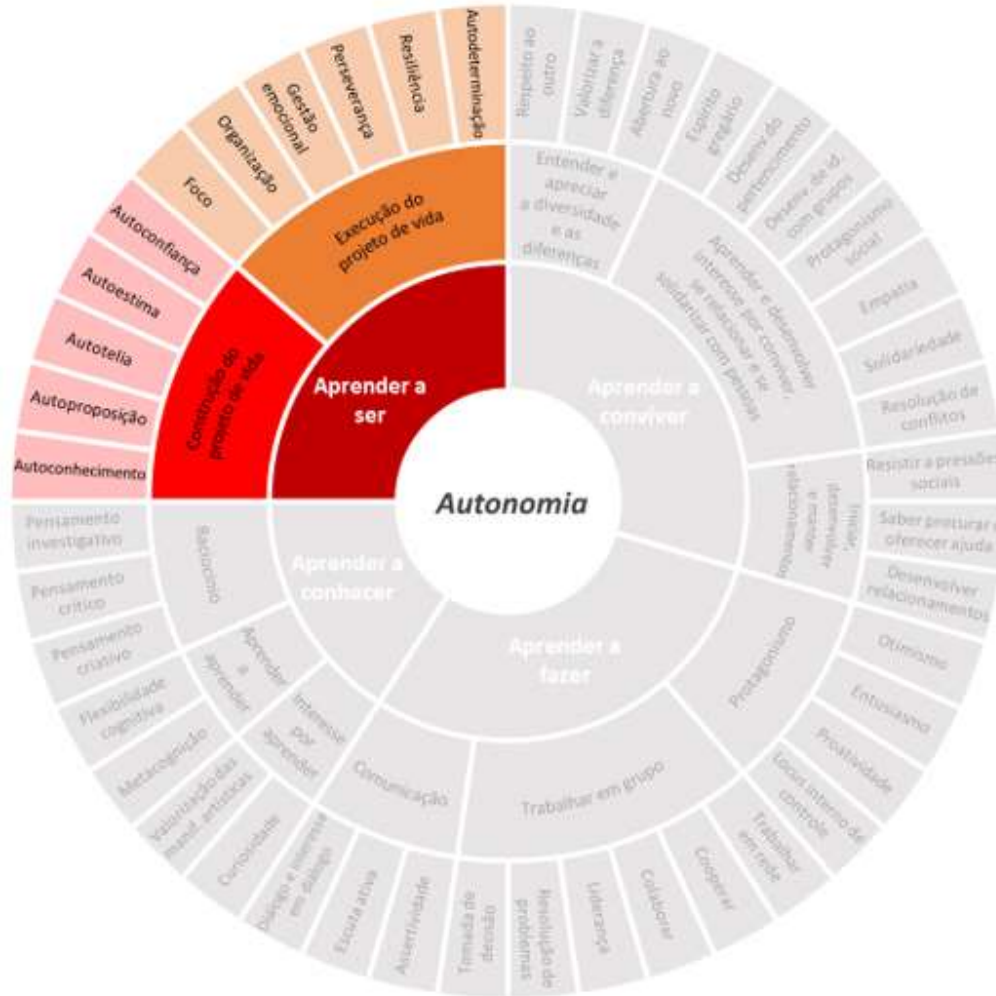 Autonomia
Aprender a
ser
Construção do
projeto de vida
Autoconhecimento
Autoproposição
Autotelia
Autoestima
Autoconfiança
Execução do
projeto de vida
Foco
Organização
Gestão
emocional
Perseverança
Resiliência
Autodeterminação
Aprender a
conviver
Entender e
apreciar
a diversidade
e as
diferenças
Respeito ao
outro
Valorizar a
diferença
Abertura ao
novo
Aprender e desenvolver
interesse por conviver,
se relacionar e se
solidarizar com pessoas
Espírito
gregário
Desenv. do
pertencimento
Desenv. de id.
com grupos
Protagonismo
social
Empatia
Solidariedade
Resolução de
conflitos
Iniciar,
desenvolver
e manter
relacionamentos
Resistir a pressões
sociais
Saber procurar e
oferecer ajuda
Desenvolver
relacionamentos
Aprender a
fazer
Protagonismo
Otimismo
Entusiasmo
Proatividade
Locus interno de
controle
Trabalhar em grupo
Trabalhar
em rede
Cooperar
Colaborar
Liderança
Resolução de
problemas
Tomada de
decisão
Comunicação
Assertividade
Escuta ativa
Diálogo e interesse
em diálogo
Aprender a
conhacer
Interesse
por
aprender
Curiosidade
Valorização das
manif. artísticas
Aprender
a
aprender
Metacognição
Flexibilidade
cognitiva
Raciocínio
Pensamento
criativo
Pensamento
crítico
Pensamento
investigativo